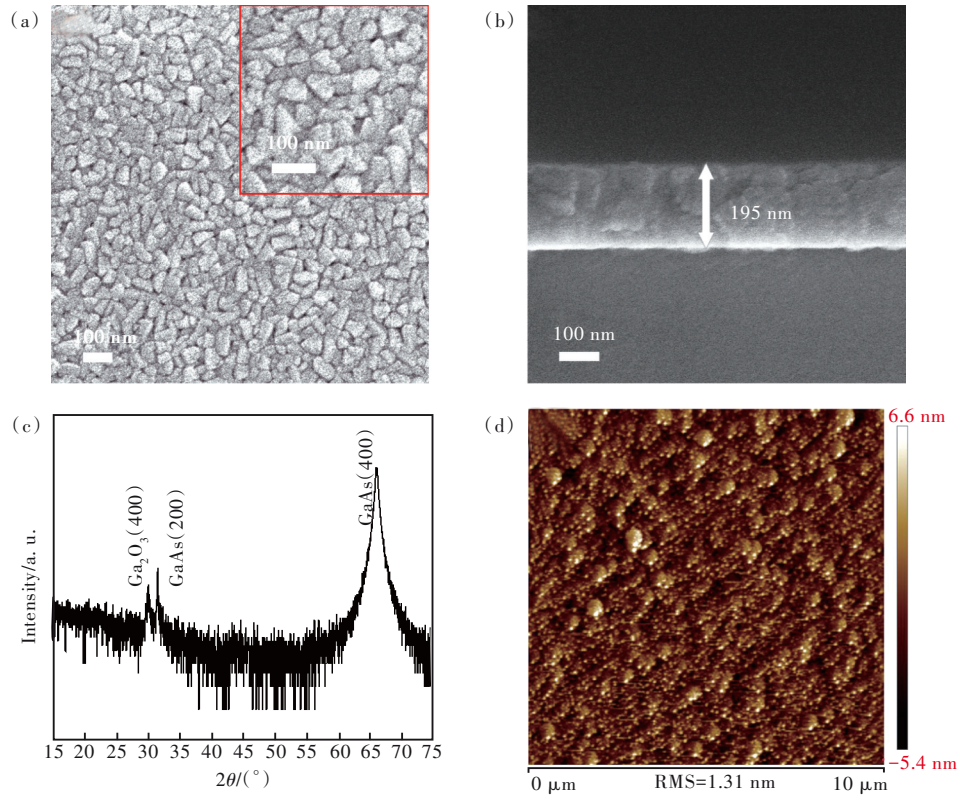 (a)
100 nm
100 nm
(b)
195 nm
100 nm
(c)
Intensity/a. u.
Ga₂O₃(400)
GaAs(200)
GaAs(400)
15 20 25 30 35 40 45 50 55 60 65 70 75
2θ/(°)
(d)
6.6 nm
−5.4 nm
0 μm
RMS=1.31 nm
10 μm